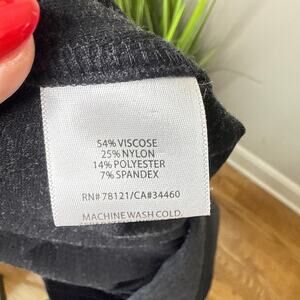 54% VISCOSE
25% NYLON
14% POLYESTER
7% SPANDEX
RN# 78121/CA#34460
MACHINE WASH COLD.